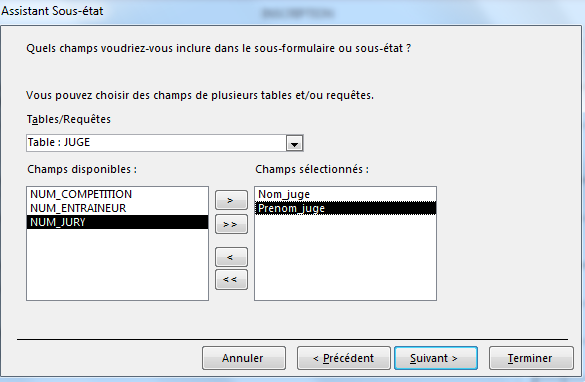 INSCRIPTION
Assistant Sous-état
Quels champs voudriez-vous inclure dans le sous-formulaire ou sous-état ?
Vous pouvez choisir des champs de plusieurs tables et/ou requêtes.
Tables/Requêtes
Table : JUGE
Champs disponibles :
Champs sélectionnés :
NUM_COMPETITION
NUM_ENTRAINEUR
NUM_JURY
>
>>
<
<<
Nom_juge
Prenom_juge
Annuler
< Précédent
Suivant >
Terminer